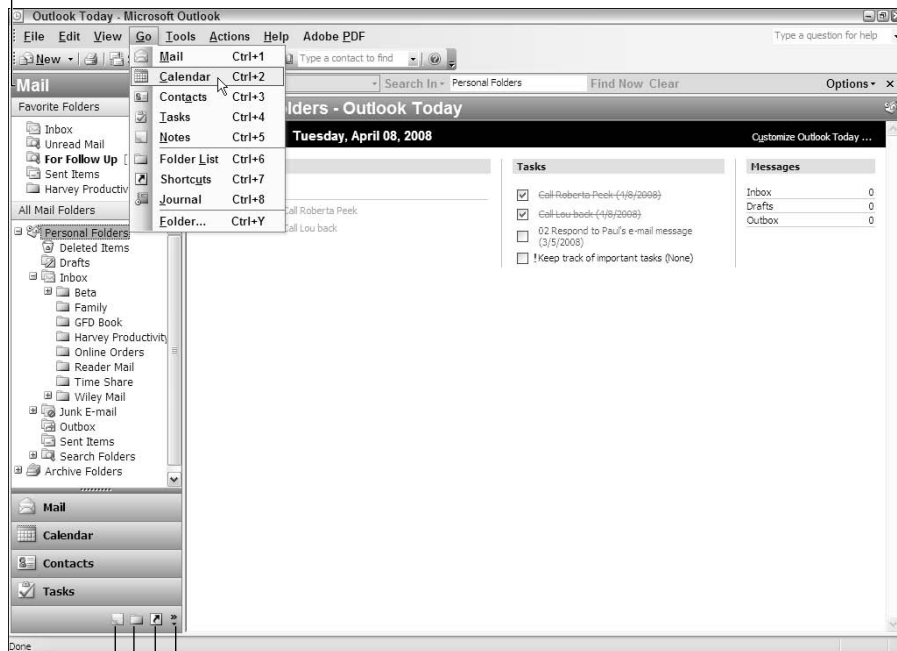 Outlook Today - Microsoft Outlook
File Edit View Go Tools Actions Help Adobe PDF
Type a question for help
New
Type a contact to find
Mail Ctrl+1
Calendar Ctrl+2
Contacts Ctrl+3
Tasks Ctrl+4
Notes Ctrl+5
Folder List Ctrl+6
Shortcuts Ctrl+7
Journal Ctrl+8
Folder... Ctrl+Y
Mail
Search In Personal Folders Find Now Clear Options
Favorite Folders
Inbox
Unread Mail
For Follow Up [
Sent Items
Harvey Productiv
All Mail Folders
Personal Folders
Deleted Items
Drafts
Inbox
Beta
Family
GFD Book
Harvey Productivity
Online Orders
Reader Mail
Time Share
Wiley Mail
Junk E-mail
Outbox
Sent Items
Search Folders
Archive Folders
Mail
Calendar
Contacts
Tasks
lders - Outlook Today
Tuesday, April 08, 2008
Customize Outlook Today ...
Call Roberta Peek
Call Lou back
Tasks
Call Roberta Peek (4/8/2008)
Call Lou back (4/8/2008)
02 Respond to Paul's e-mail message
(3/5/2008)
!Keep track of important tasks (None)
Messages
Inbox 0
Drafts 0
Outbox 0
Done